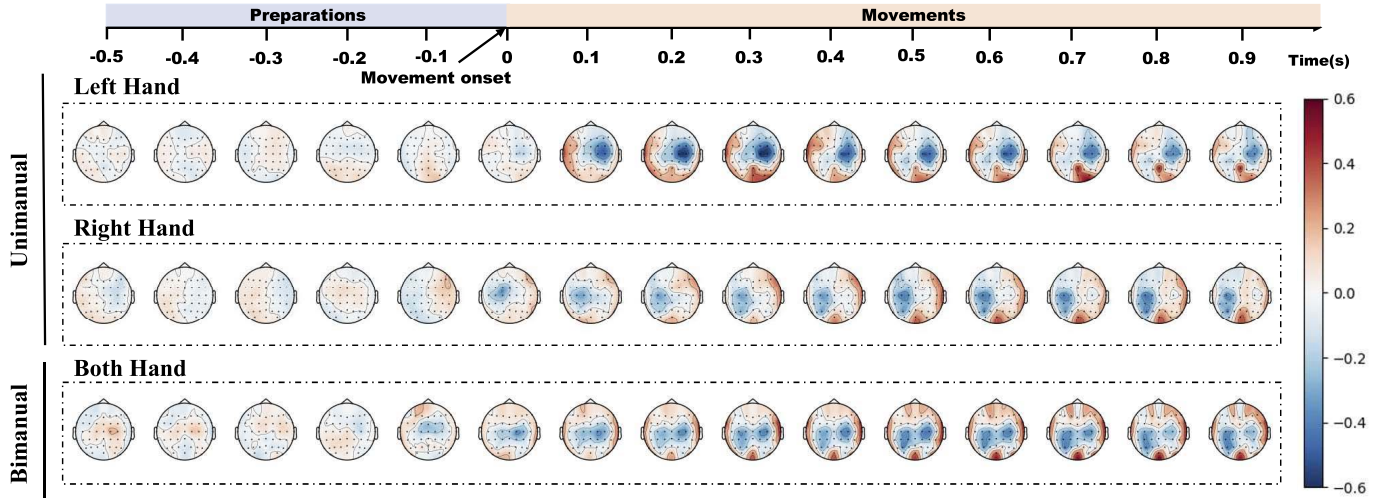 Preparations Movements
-0.5 -0.4 -0.3 -0.2 -0.1 0 0.1 0.2 0.3 0.4 0.5 0.6 0.7 0.8 0.9 Time(s)
Movement onset
Unimanual
Left Hand
Right Hand
Bimanual
Both Hand
0.6
0.4
0.2
0.0
−0.2
−0.4
−0.6